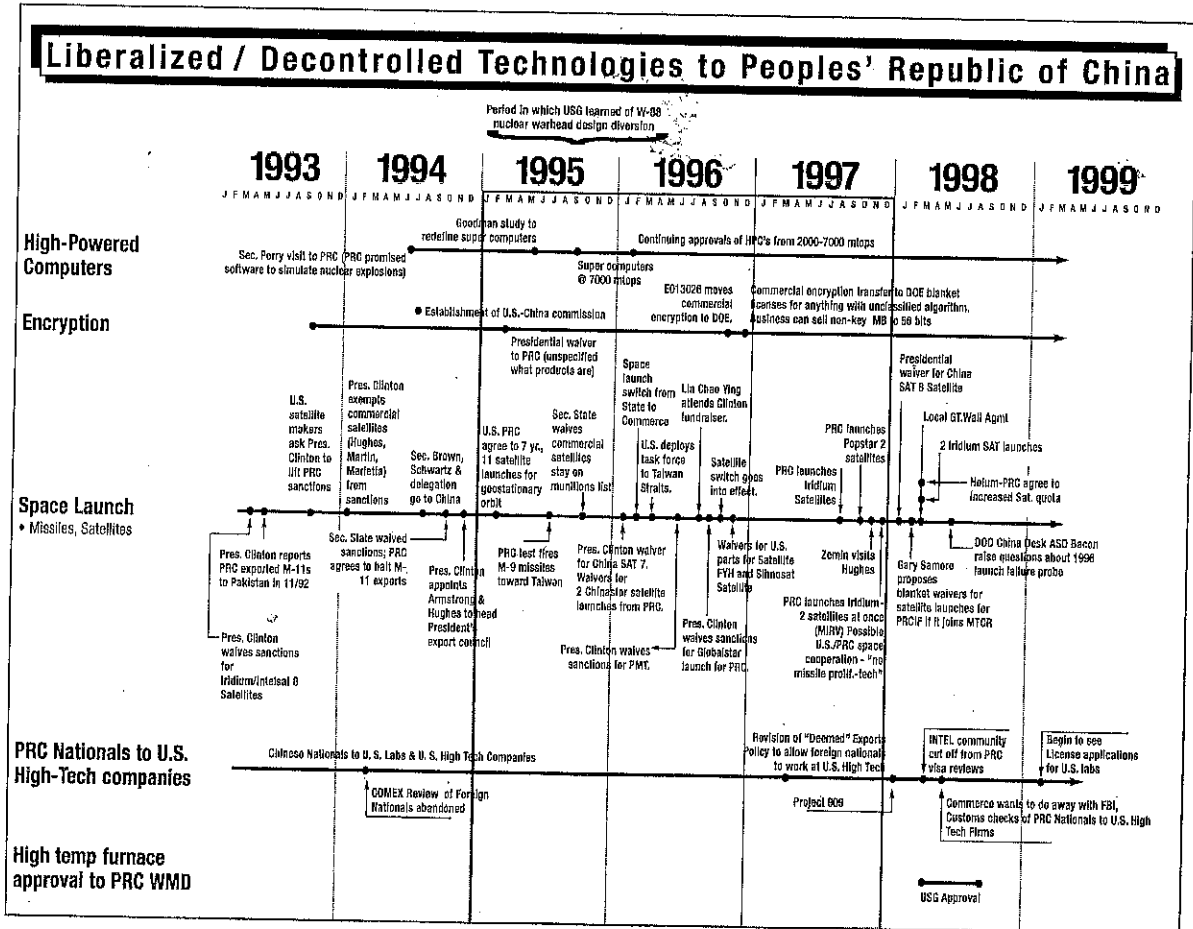 Liberalized / Decontrolled Technologies to Peoples' Republic of China
Period in which USG learned of W-88
nuclear warhead design diversion
1993 1994 1995 1996 1997 1998 1999
J F M A M J J A S O N D J F M A M J J A S O N D J F M A M J J A S O N D J F M A M J J A S O N D J F M A M J J A S O N D J F M A M J J A S O N D J F M A M J J A S O N D
High-Powered
Computers
Sec. Perry visit to PRC (PRC promised
software to simulate nuclear explosions)
Goodman study to
redefine super computers
Super computers
@ 7000 mtops
Continuing approvals of HPC's from 2000-7000 mtops
Encryption
• Establishment of U.S.-China commission
Presidential waiver
to PRC (unspecified
what products are)
EO13026 moves
commercial
encryption to DOE.
Commercial encryption transfer to DOE blanket
licenses for anything with unclassified algorithm.
Business can sell non-key MB to 56 bits
Space Launch
• Missiles, Satellites
U.S.
satellite
makers
ask Pres.
Clinton to
lift PRC
sanctions
Pres. Clinton
exempts
commercial
satellites
(Hughes,
Martin,
Marietta)
from
sanctions
Sec. Brown,
Schwartz &
delegation
go to China
U.S. PRC
agree to 7 yr.,
11 satellite
launches for
geostationary
orbit
Sec. State
waives
commercial
satellites
stay on
munitions list
Space
launch
switch from
State to
Commerce
U.S. deploys
task force
to Taiwan
Straits.
Liu Chao Ying
attends Clinton
fundraiser.
Satellite
switch goes
into effect.
PRC launches
Iridium
Satellites
PRC launches
Popstar 2
satellites
Presidential
waiver for China
SAT 8 Satellite
Local GT.Wall Agmt
2 Iridium SAT launches
Helum-PRC agree to
increased Sat. quota
Pres. Clinton
waives sanctions
for
Iridium/Intelsat 8
Satellites
Pres. Clinton reports
PRC exported M-11s
to Pakistan in 11/92
Sec. State waived
sanctions; PRC
agrees to halt M-
11 exports
Pres. Clinton
appoints
Armstrong &
Hughes to head
President's
export council
PRC test fires
M-9 missiles
toward Taiwan
Pres. Clinton waiver
for China SAT 7.
Waivers for
2 Chinastar satellite
launches from PRC.
Pres. Clinton waives
sanctions for PMT.
Pres. Clinton
waives sanctions
for Globalstar
launch for PRC.
Waivers for U.S.
parts for Satellite
FYH and Sihnosat
Satellite
Zemin visits
Hughes
PRC launches Iridium-
2 satellites at once
(MIRV) Possible
U.S./PRC space
cooperation - "no
missile prolif.-tech"
Gary Samore
proposes
blanket waivers for
satellite launches for
PRCIF if it joins MTCR
DOD China Desk ASD Bacon
raise questions about 1996
launch failure probe
PRC Nationals to U.S.
High-Tech companies
Chinese Nationals to U.S. Labs & U.S. High Tech Companies
COMEX Review of Foreign
Nationals abandoned
Revision of "Deemed" Exports
Policy to allow foreign nationals
to work at U.S. High Tech
Project 909
INTEL community
cut off from PRC
visa reviews
Commerce wants to do away with FBI,
Customs checks of PRC Nationals to U.S. High
Tech Firms
Begin to see
License applications
for U.S. labs
High temp furnace
approval to PRC WMD
USG Approval